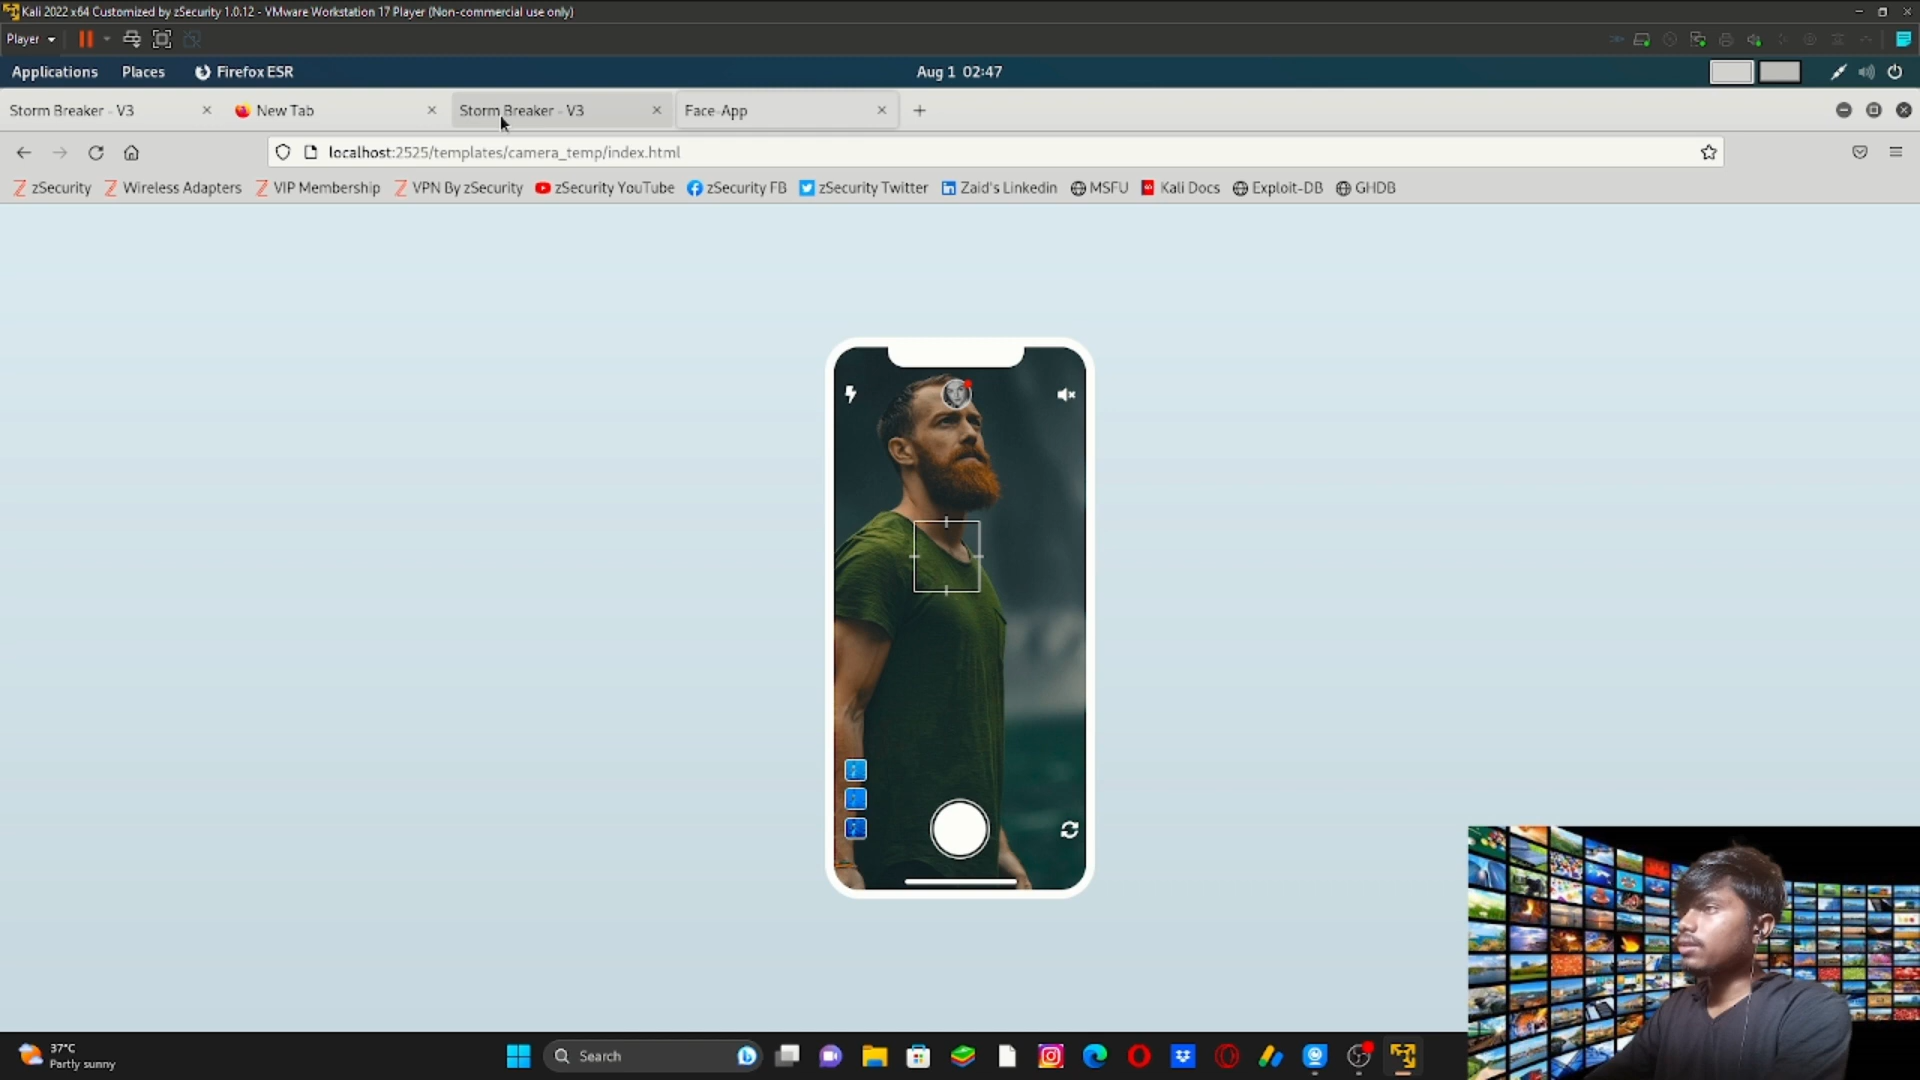 Kali 2022 x64 Customized by zSecurity 1.0.12 - VMware Workstation 17 Player (Non-commercial use only)
Player
Applications Places Firefox ESR Aug 1 02:47
Storm Breaker - V3 New Tab Storm Breaker - V3 Face-App
localhost:2525/templates/camera_temp/index.html
zSecurity Wireless Adapters VIP Membership VPN By zSecurity zSecurity YouTube zSecurity FB zSecurity Twitter Zaid's Linkedin MSFU Kali Docs Exploit-DB GHDB
37°C
Partly sunny
Search